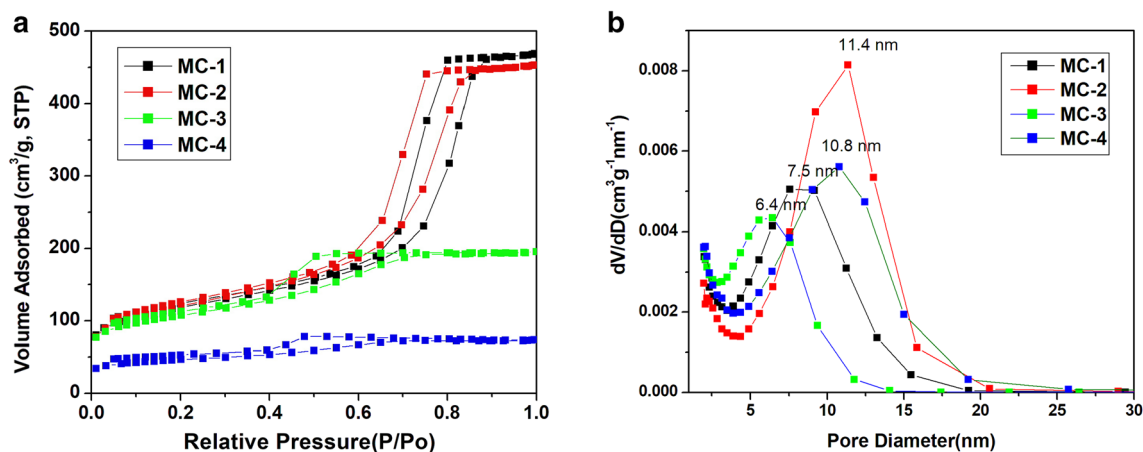 a
500
400
300
200
100
0
Volume Adsorbed (cm³/g, STP)
MC-1
MC-2
MC-3
MC-4
0.0 0.2 0.4 0.6 0.8 1.0
Relative Pressure(P/Po)
b
0.008
0.006
0.004
0.002
0.000
dV/dD(cm³g⁻¹nm⁻¹)
11.4 nm
10.8 nm
7.5 nm
6.4 nm
MC-1
MC-2
MC-3
MC-4
5 10 15 20 25 30
Pore Diameter(nm)